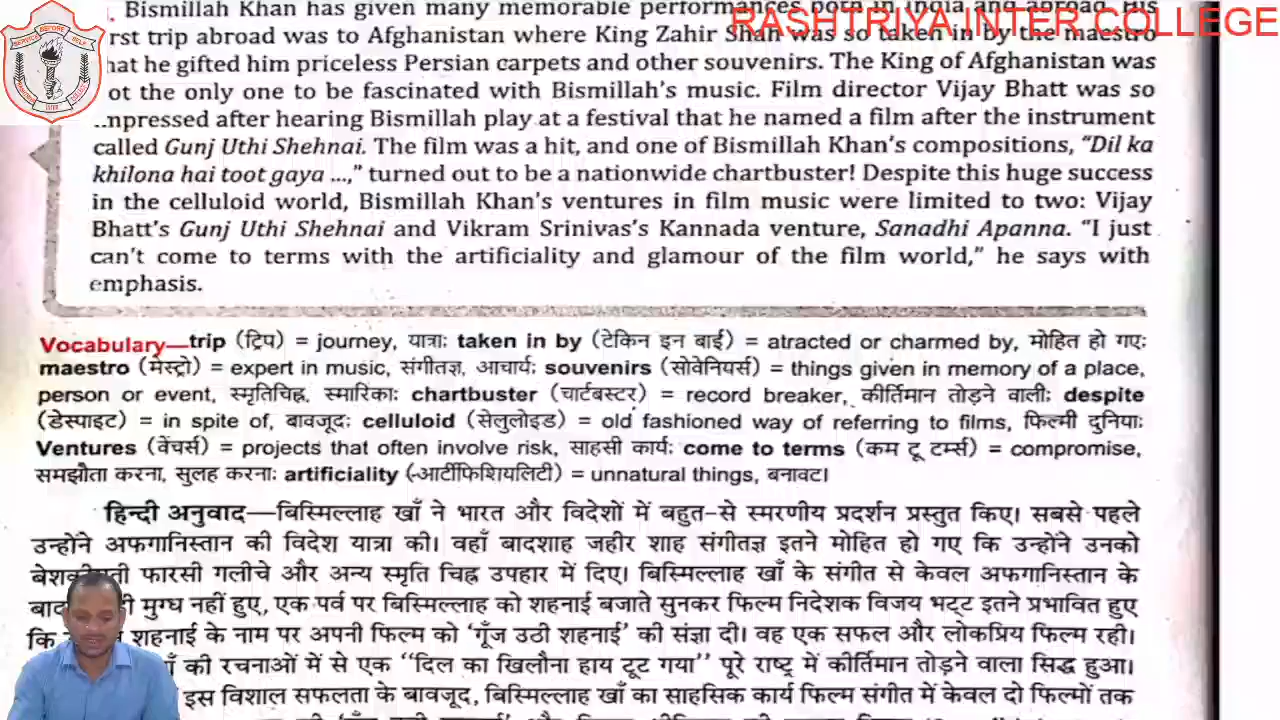 RASHTRIYA INTER COLLEGE
. Bismillah Khan has given many memorable performances both in India and abroad. His
rst trip abroad was to Afghanistan where King Zahir Shah was so taken in by the maestro
hat he gifted him priceless Persian carpets and other souvenirs. The King of Afghanistan was
ot the only one to be fascinated with Bismillah's music. Film director Vijay Bhatt was so
mpressed after hearing Bismillah play at a festival that he named a film after the instrument
called Gunj Uthi Shehnai. The film was a hit, and one of Bismillah Khan's compositions, “Dil ka
khilona hai toot gaya ...,” turned out to be a nationwide chartbuster! Despite this huge success
in the celluloid world, Bismillah Khan's ventures in film music were limited to two: Vijay
Bhatt's Gunj Uthi Shehnai and Vikram Srinivas's Kannada venture, Sanadhi Apanna. “I just
can't come to terms with the artificiality and glamour of the film world,” he says with
emphasis.
Vocabulary—trip (ट्रिप) = journey, यात्राः taken in by (टेकिन इन बाई) = atracted or charmed by, मोहित हो गएः
maestro (मेस्ट्रो) = expert in music, संगीतज्ञ, आचार्यः souvenirs (सोवेनियर्स) = things given in memory of a place,
person or event, स्मृतिचिह्न, स्मारिकाः chartbuster (चार्टबस्टर) = record breaker, कीर्तिमान तोड़ने वालीः despite
(डेस्पाइट) = in spite of, बावजूदः celluloid (सेलुलोइड) = old fashioned way of referring to films, फिल्मी दुनियाः
Ventures (वेंचर्स) = projects that often involve risk, साहसी कार्यः come to terms (कम टू टर्म्स) = compromise,
समझौता करना, सुलह करनाः artificiality (आर्टीफिशियलिटी) = unnatural things, बनावट।
हिन्दी अनुवाद—बिस्मिल्लाह खाँ ने भारत और विदेशों में बहुत-से स्मरणीय प्रदर्शन प्रस्तुत किए। सबसे पहले
उन्होंने अफगानिस्तान की विदेश यात्रा की। वहाँ बादशाह जहीर शाह संगीतज्ञ इतने मोहित हो गए कि उन्होंने उनको
बेशकीमती फारसी गलीचे और अन्य स्मृति चिह्न उपहार में दिए। बिस्मिल्लाह खाँ के संगीत से केवल अफगानिस्तान के
बाद ही मुग्ध नहीं हुए, एक पर्व पर बिस्मिल्लाह को शहनाई बजाते सुनकर फिल्म निदेशक विजय भट्ट इतने प्रभावित हुए
कि शहनाई के नाम पर अपनी फिल्म को ‘गूँज उठी शहनाई’ की संज्ञा दी। वह एक सफल और लोकप्रिय फिल्म रही।
की रचनाओं में से एक “दिल का खिलौना हाय टूट गया” पूरे राष्ट्र में कीर्तिमान तोड़ने वाला सिद्ध हुआ।
इस विशाल सफलता के बावजूद, बिस्मिल्लाह खाँ का साहसिक कार्य फिल्म संगीत में केवल दो फिल्मों तक